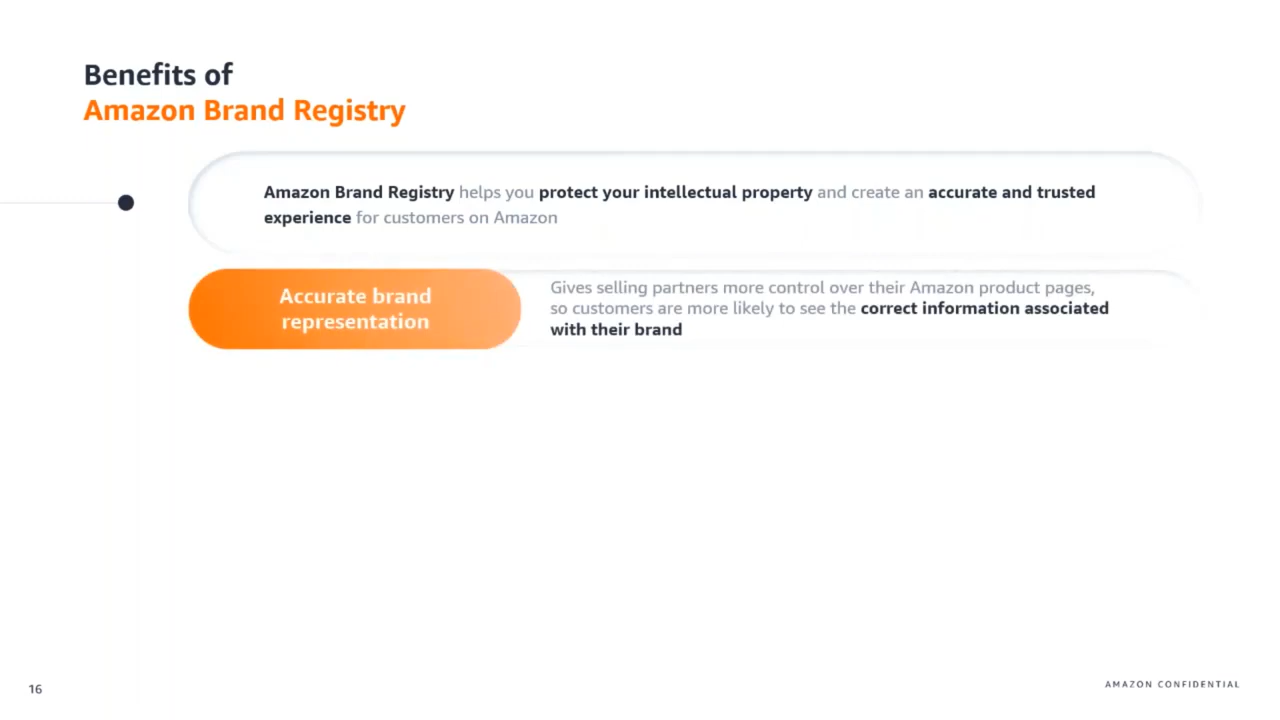 Benefits of
Amazon Brand Registry
Amazon Brand Registry helps you protect your intellectual property and create an accurate and trusted
experience for customers on Amazon
Accurate brand
representation
Gives selling partners more control over their Amazon product pages,
so customers are more likely to see the correct information associated
with their brand
16
AMAZON CONFIDENTIAL